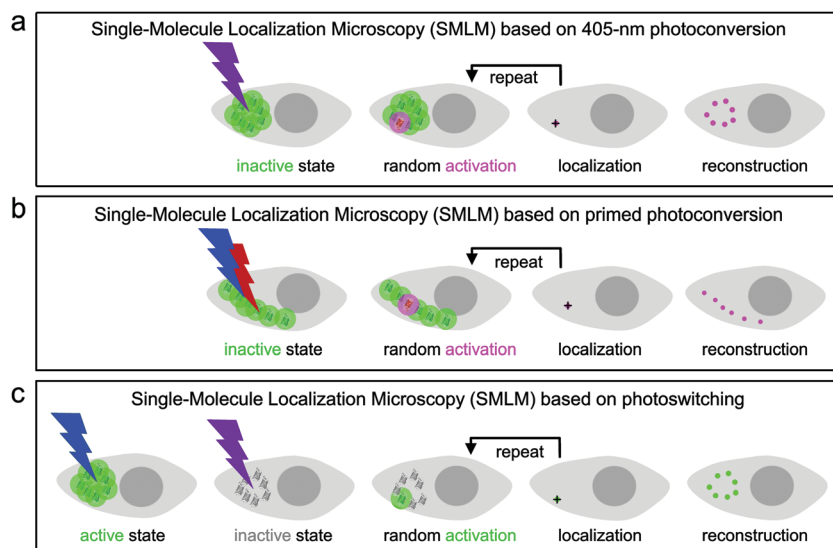 a
Single-Molecule Localization Microscopy (SMLM) based on 405-nm photoconversion
repeat
inactive state
random activation
localization
reconstruction
b
Single-Molecule Localization Microscopy (SMLM) based on primed photoconversion
repeat
inactive state
random activation
localization
reconstruction
c
Single-Molecule Localization Microscopy (SMLM) based on photoswitching
repeat
active state
inactive state
random activation
localization
reconstruction